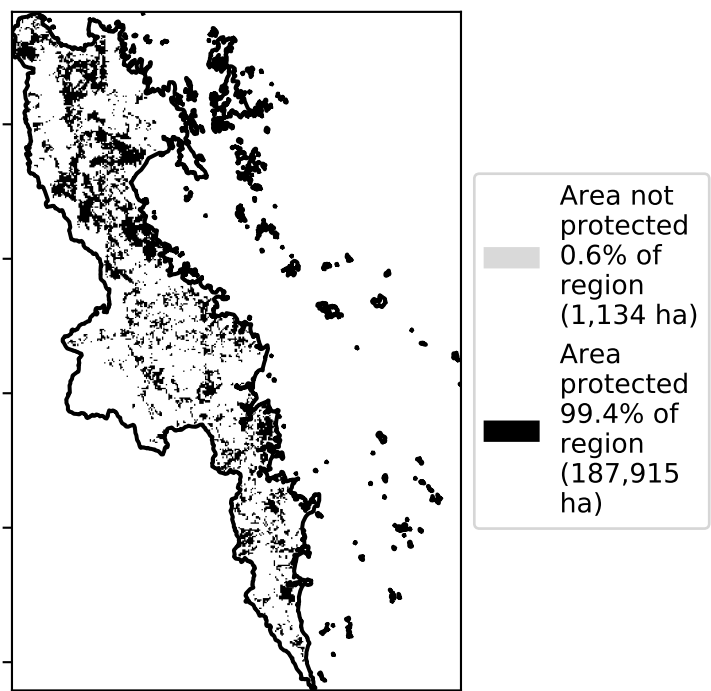 Area not
protected
0.6% of
region
(1,134 ha)
Area
protected
99.4% of
region
(187,915
ha)